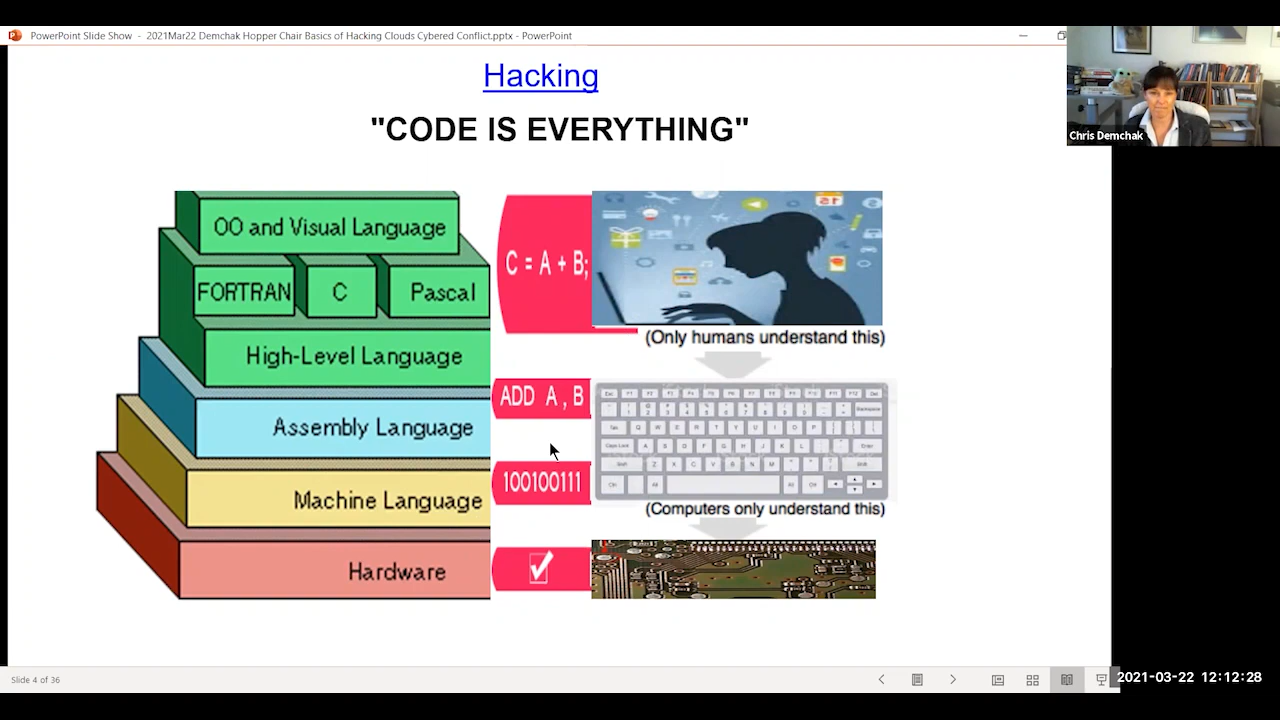 PowerPoint Slide Show - 2021Mar22 Demchak Hopper Chair Basics of Hacking Clouds Cybered Conflict.pptx - PowerPoint
Hacking
"CODE IS EVERYTHING"
Chris Demchak
OO and Visual Language
FORTRAN
C
Pascal
High-Level Language
Assembly Language
Machine Language
Hardware
C = A + B;
15
(Only humans understand this)
ADD A , B
100100111
(Computers only understand this)
Slide 4 of 36
2021-03-22 12:12:28